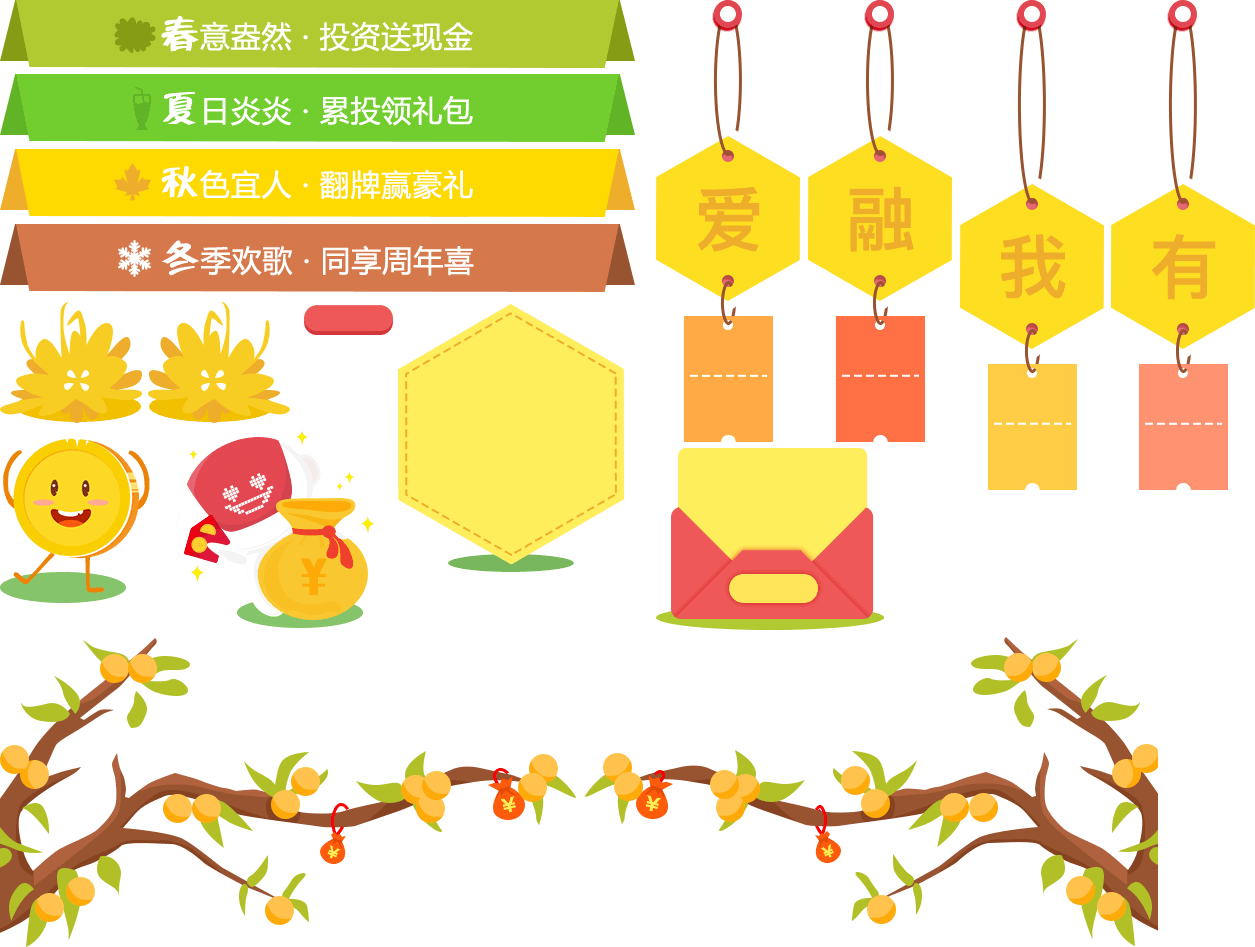 春意盎然·投资送现金
夏日炎炎·累投领礼包
秋色宜人·翻牌赢豪礼
冬季欢歌·同享周年喜
爱
融
我
有
¥
¥
¥
¥
¥